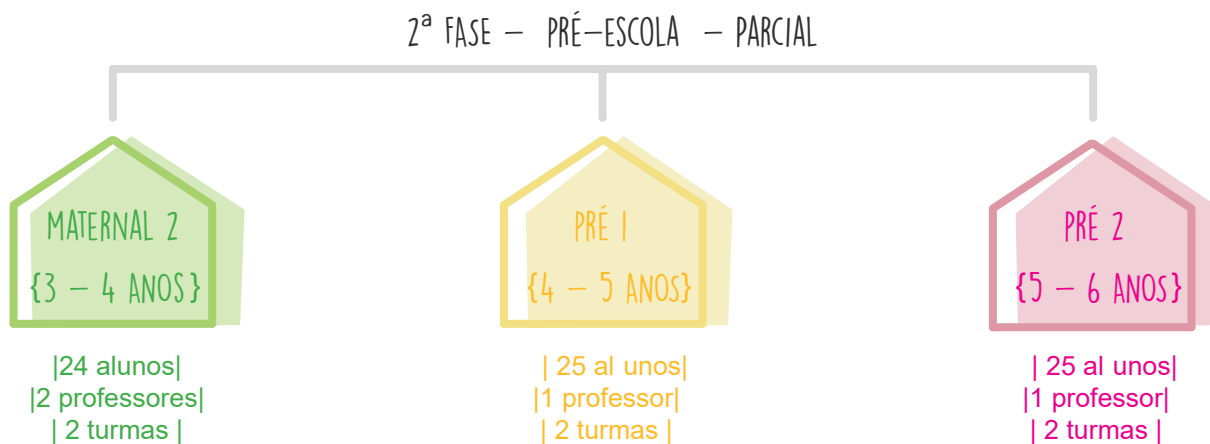 2ª FASE – PRÉ-ESCOLA – PARCIAL
MATERNAL 2
{3 – 4 ANOS}
|24 alunos|
|2 professores|
| 2 turmas |
PRÉ 1
{4 – 5 ANOS}
| 25 al unos|
|1 professor|
| 2 turmas |
PRÉ 2
{5 – 6 ANOS}
| 25 al unos|
|1 professor|
| 2 turmas |